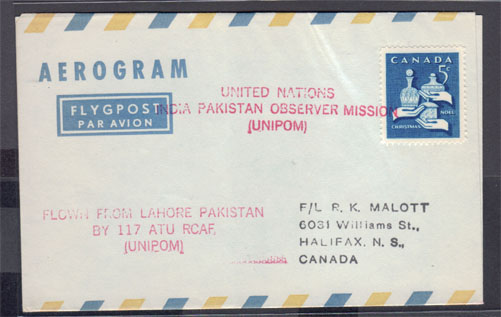 CANADA
5¢
NOËL
CHRISTMAS
AEROGRAM
FLYGPOST
PAR AVION
UNITED NATIONS
INDIA PAKISTAN OBSERVER MISSION
(UNIPOM)
FLOWN FROM LAHORE PAKISTAN
BY 117 ATU RCAF.
(UNIPOM)
F/L R. K. MALOTT
6031 Williams St.,
HALIFAX, N. S.,
CANADA